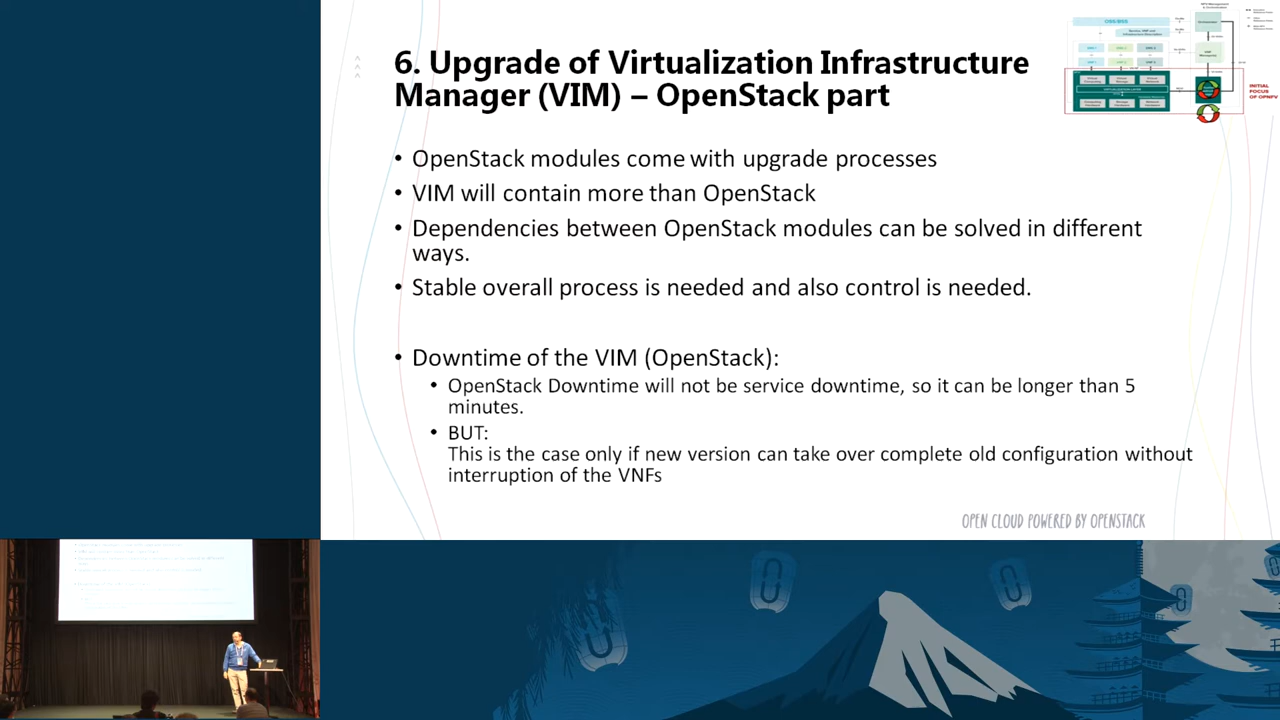 6. Upgrade of Virtualization Infrastructure
Manager (VIM) – OpenStack part
OSS/BSS
INITIAL
FOCUS
OF OPNFV
VIRTUALIZATION LAYER
• OpenStack modules come with upgrade processes
• VIM will contain more than OpenStack
• Dependencies between OpenStack modules can be solved in different
ways.
• Stable overall process is needed and also control is needed.
• Downtime of the VIM (OpenStack):
• OpenStack Downtime will not be service downtime, so it can be longer than 5
minutes.
• BUT:
This is the case only if new version can take over complete old configuration without
interruption of the VNFs
OPEN CLOUD POWERED BY OPENSTACK